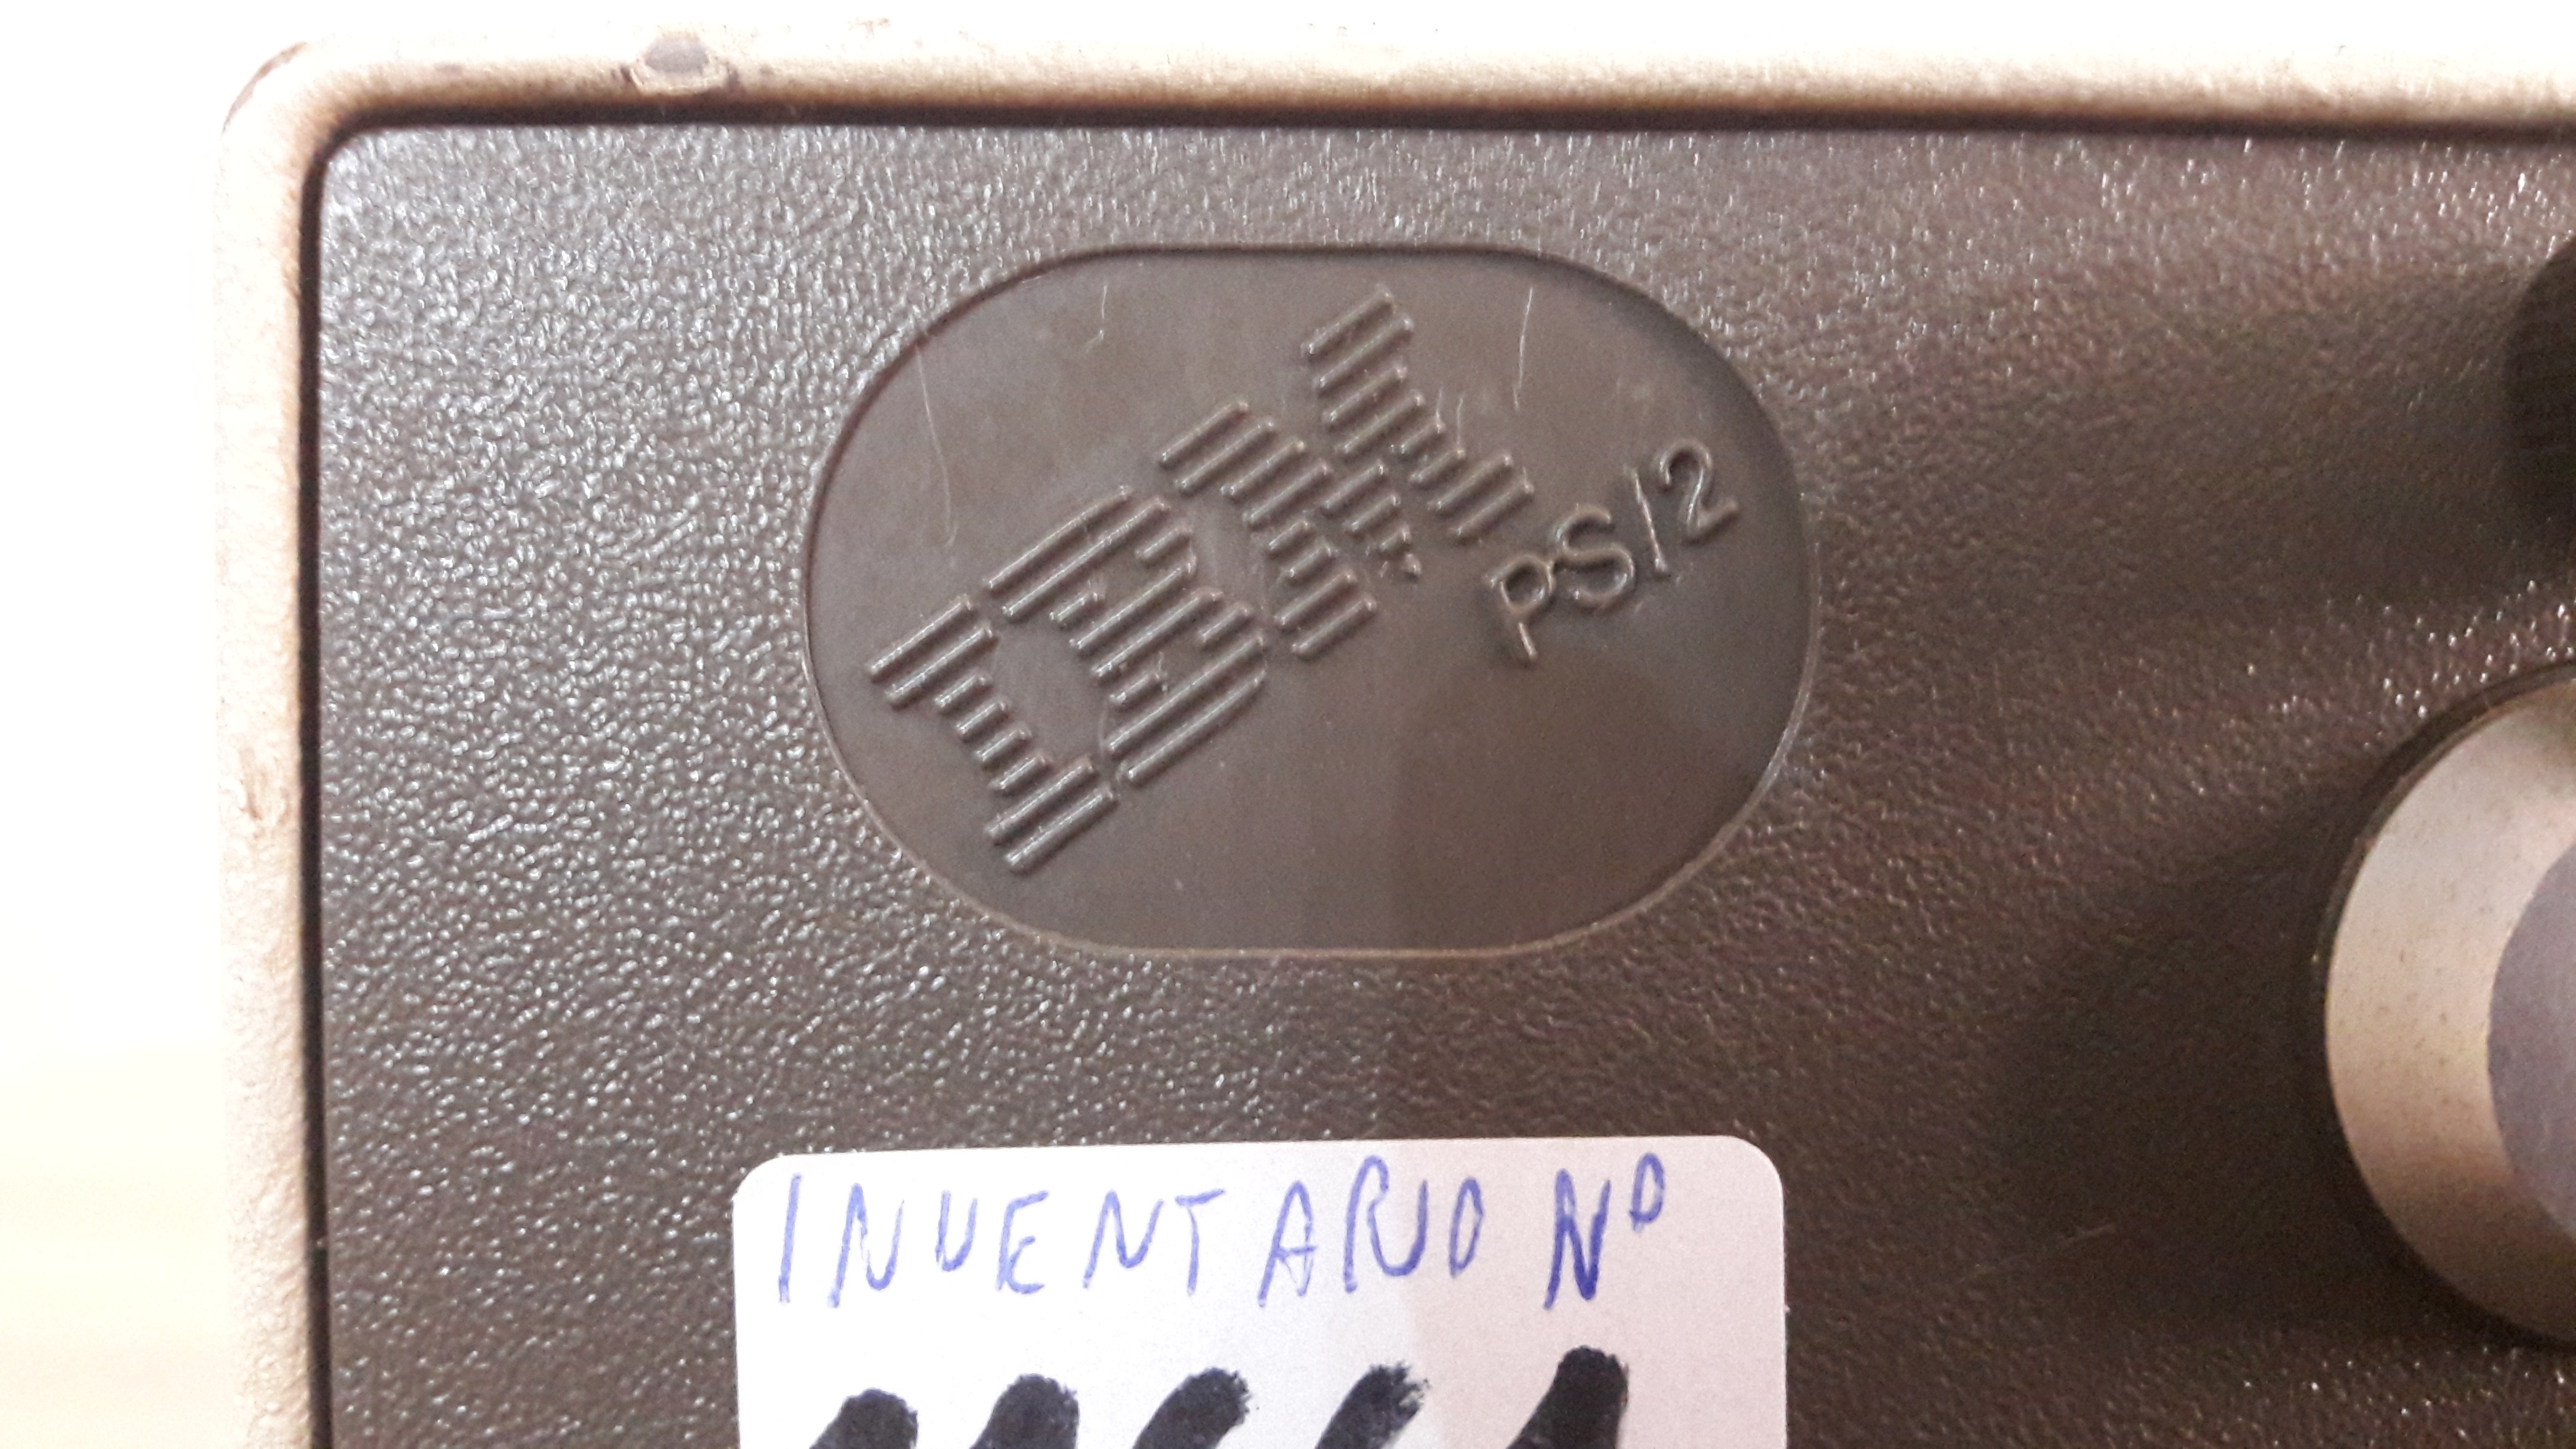 IBM
PS/2
INVENTARIO Nº